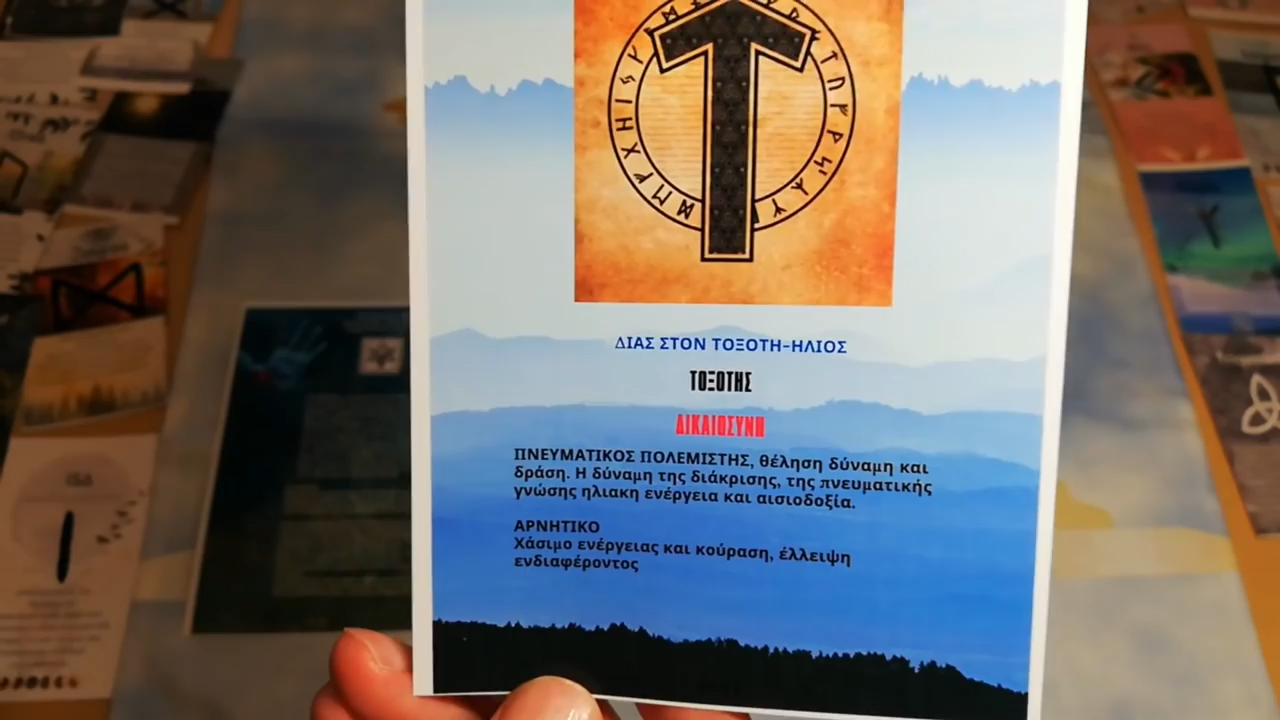 ΔΙΑΣ ΣΤΟΝ ΤΟΞΟΤΗ-ΗΛΙΟΣ
ΤΟΞΟΤΗΣ
ΔΙΚΑΙΟΣΥΝΗ
ΠΝΕΥΜΑΤΙΚΟΣ ΠΟΛΕΜΙΣΤΗΣ, θέληση δύναμη και
δράση. Η δύναμη της διάκρισης, της πνευματικής
γνώσης ηλιακη ενέργεια και αισιοδοξία.
ΑΡΝΗΤΙΚΟ
Χάσιμο ενέργειας και κούραση, έλλειψη
ενδιαφέροντος